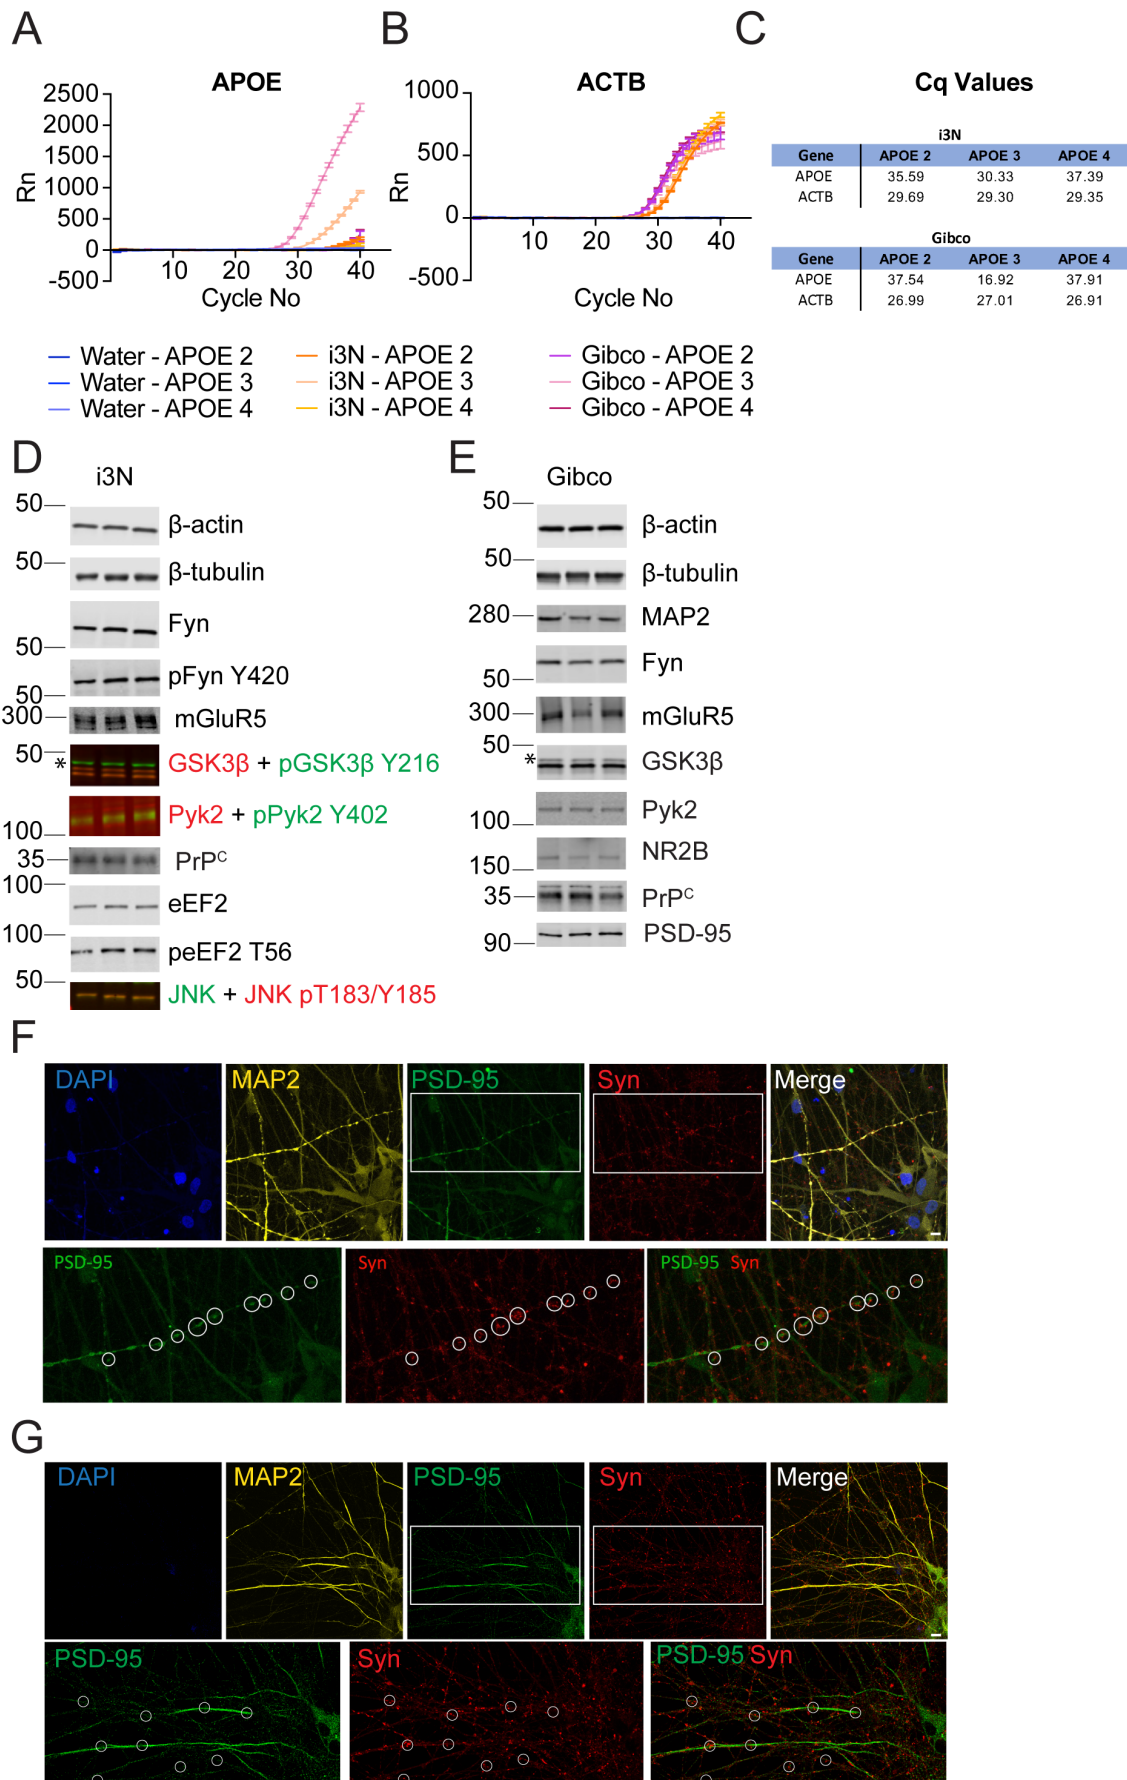 A
B
C
APOE
2500
2000
1500
1000
500
0
-500
Rn
10 20 30 40
Cycle No
ACTB
1000
500
0
-500
Rn
10 20 30 40
Cycle No
Cq Values
i3N
Gene APOE 2 APOE 3 APOE 4
APOE 35.59 30.33 37.39
ACTB 29.69 29.30 29.35
Gibco
Gene APOE 2 APOE 3 APOE 4
APOE 37.54 16.92 37.91
ACTB 26.99 27.01 26.91
Water - APOE 2 i3N - APOE 2 Gibco - APOE 2
Water - APOE 3 i3N - APOE 3 Gibco - APOE 3
Water - APOE 4 i3N - APOE 4 Gibco - APOE 4
D
i3N
50
β-actin
50
β-tubulin
Fyn
50
pFyn Y420
50
300 mGluR5
50
* GSK3β + pGSK3β Y216
Pyk2 + pPyk2 Y402
100
35 PrPᶜ
100
eEF2
100
peEF2 T56
50
JNK + JNK pT183/Y185
E
Gibco
50
β-actin
50
β-tubulin
280 MAP2
Fyn
50
300 mGluR5
50
* GSK3β
Pyk2
100
NR2B
150
35 PrPᶜ
PSD-95
90
F
DAPI MAP2 PSD-95 Syn Merge
PSD-95 Syn PSD-95 Syn
G
DAPI MAP2 PSD-95 Syn Merge
PSD-95 Syn PSD-95 Syn